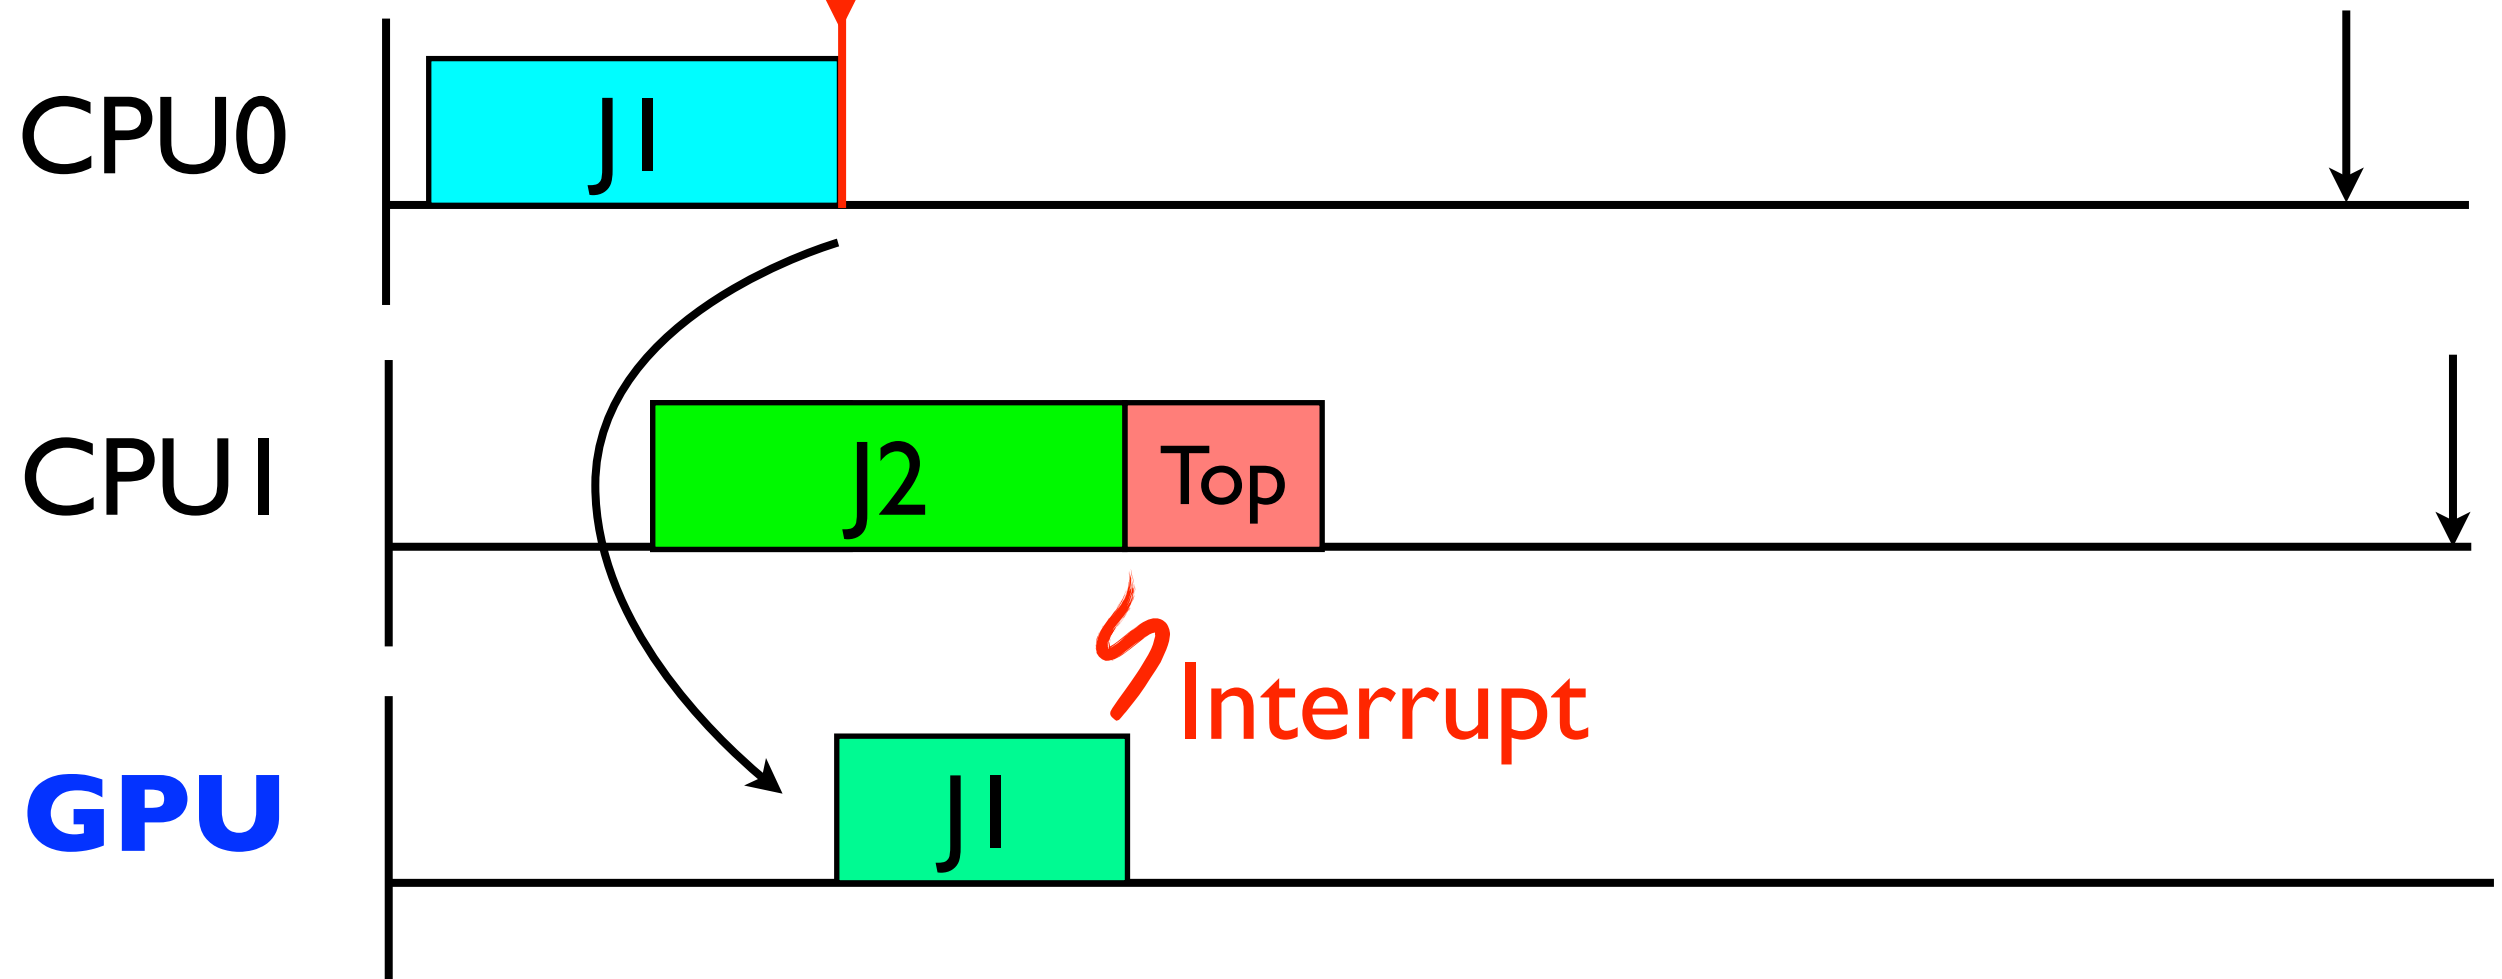 CPU0
J1
CPU1
J2
Top
Interrupt
GPU
J1